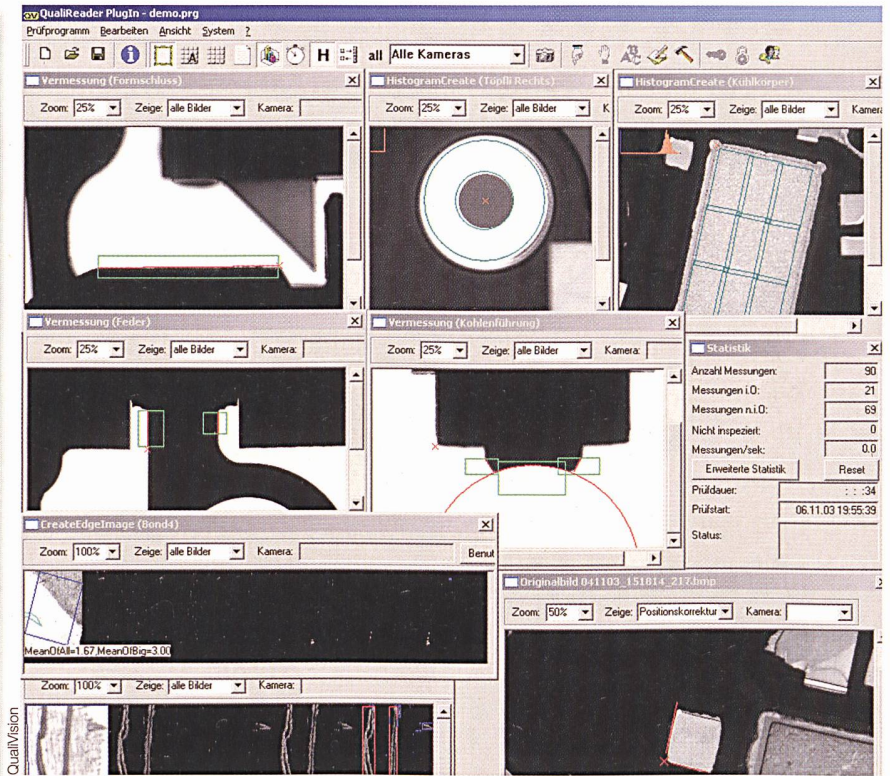 QualiReader PlugIn - demo.prg
Prüfprogramm Bearbeiten Ansicht System ?
H all Alle Kameras
Vermessung (Formschluss)
Zoom: 25% Zeige: alle Bilder Kamera:
HistogramCreate (Töpfli Rechts)
Zoom: 25% Zeige: alle Bilder K
HistogramCreate (Kühlkörper)
Zoom: 25% Zeige: alle Bilder Kamera
Vermessung (Feder)
Zoom: 25% Zeige: alle Bilder Kamera:
Vermessung (Kohlenführung)
Zoom: 25% Zeige: alle Bilder Kamera:
Statistik
Anzahl Messungen: 90
Messungen i.O: 21
Messungen n.i.O: 69
Nicht inspeziert: 0
Messungen/sek: 0,0
Erweiterte Statistik Reset
Prüfdauer: : : :34
Prüfstart: 06.11.03 19:55:39
Status:
CreateEdgeImage (Bond4)
Zoom: 100% Zeige: alle Bilder Kamera: Benut
MeanOfAll=1.67,MeanOfBig=3.00
Zoom: 100% Zeige: alle Bilder Kamera:
Originalbild 041103_151814_217.bmp
Zoom: 50% Zeige: Positionskorrektur Kamera:
QualiVision